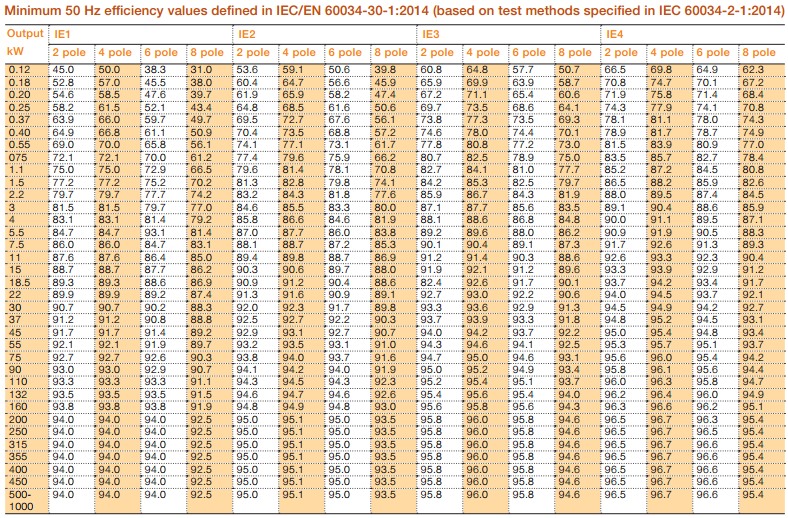 Minimum 50 Hz efficiency values defined in IEC/EN 60034-30-1:2014 (based on test methods specified in IEC 60034-2-1:2014)
Output IE1 IE2 IE3 IE4
kW 2 pole 4 pole 6 pole 8 pole 2 pole 4 pole 6 pole 8 pole 2 pole 4 pole 6 pole 8 pole 2 pole 4 pole 6 pole 8 pole
0.12 45.0 50.0 38.3 31.0 53.6 59.1 50.6 39.8 60.8 64.8 57.7 50.7 66.5 69.8 64.9 62.3
0.18 52.8 57.0 45.5 38.0 60.4 64.7 56.6 45.9 65.9 69.9 63.9 58.7 70.8 74.7 70.1 67.2
0.20 54.6 58.5 47.6 39.7 61.9 65.9 58.2 47.4 67.2 71.1 65.4 60.6 71.9 75.8 71.4 68.4
0.25 58.2 61.5 52.1 43.4 64.8 68.5 61.6 50.6 69.7 73.5 68.6 64.1 74.3 77.9 74.1 70.8
0.37 63.9 66.0 59.7 49.7 69.5 72.7 67.6 56.1 73.8 77.3 73.5 69.3 78.1 81.1 78.0 74.3
0.40 64.9 66.8 61.1 50.9 70.4 73.5 68.8 57.2 74.6 78.0 74.4 70.1 78.9 81.7 78.7 74.9
0.55 69.0 70.0 65.8 56.1 74.1 77.1 73.1 61.7 77.8 80.8 77.2 73.0 81.5 83.9 80.9 77.0
075 72.1 72.1 70.0 61.2 77.4 79.6 75.9 66.2 80.7 82.5 78.9 75.0 83.5 85.7 82.7 78.4
1.1 75.0 75.0 72.9 66.5 79.6 81.4 78.1 70.8 82.7 84.1 81.0 77.7 85.2 87.2 84.5 80.8
1.5 77.2 77.2 75.2 70.2 81.3 82.8 79.8 74.1 84.2 85.3 82.5 79.7 86.5 88.2 85.9 82.6
2.2 79.7 79.7 77.7 74.2 83.2 84.3 81.8 77.6 85.9 86.7 84.3 81.9 88.0 89.5 87.4 84.5
3 81.5 81.5 79.7 77.0 84.6 85.5 83.3 80.0 87.1 87.7 85.6 83.5 89.1 90.4 88.6 85.9
4 83.1 83.1 81.4 79.2 85.8 86.6 84.6 81.9 88.1 88.6 86.8 84.8 90.0 91.1 89.5 87.1
5.5 84.7 84.7 93.1 81.4 87.0 87.7 86.0 83.8 89.2 89.6 88.0 86.2 90.9 91.9 90.5 88.3
7.5 86.0 86.0 84.7 83.1 88.1 88.7 87.2 85.3 90.1 90.4 89.1 87.3 91.7 92.6 91.3 89.3
11 87.6 87.6 86.4 85.0 89.4 89.8 88.7 86.9 91.2 91.4 90.3 88.6 92.6 93.3 92.3 90.4
15 88.7 88.7 87.7 86.2 90.3 90.6 89.7 88.0 91.9 92.1 91.2 89.6 93.3 93.9 92.9 91.2
18.5 89.3 89.3 88.6 86.9 90.9 91.2 90.4 88.6 82.4 92.6 91.7 90.1 93.7 94.2 93.4 91.7
22 89.9 89.9 89.2 87.4 91.3 91.6 90.9 89.1 92.7 93.0 92.2 90.6 94.0 94.5 93.7 92.1
30 90.7 90.7 90.2 88.3 92.0 92.3 91.7 89.8 93.3 93.6 92.9 91.3 94.5 94.9 94.2 92.7
37 91.2 91.2 90.8 88.8 92.5 92.7 92.2 90.3 93.7 93.9 93.3 91.8 94.8 95.2 94.5 93.1
45 91.7 91.7 91.4 89.2 92.9 93.1 92.7 90.7 94.0 94.2 93.7 92.2 95.0 95.4 94.8 93.4
55 92.1 92.1 91.9 89.7 93.2 93.5 93.1 91.0 94.3 94.6 94.1 92.5 95.3 95.7 95.1 93.7
75 92.7 92.7 92.6 90.3 93.8 94.0 93.7 91.6 94.7 95.0 94.6 93.1 95.6 96.0 95.4 94.2
90 93.0 93.0 92.9 90.7 94.1 94.2 94.0 91.9 95.0 95.2 94.9 93.4 95.8 96.1 95.6 94.4
110 93.3 93.3 93.3 91.1 94.3 94.5 94.3 92.3 95.2 95.4 95.1 93.7 96.0 96.3 95.8 94.7
132 93.5 93.5 93.5 91.5 94.6 94.7 94.6 92.6 95.4 95.6 95.4 94.0 96.2 96.4 96.0 94.9
160 93.8 93.8 93.8 91.9 94.8 94.9 94.8 93.0 95.6 95.8 95.6 94.3 96.3 96.6 96.2 95.1
200 94.0 94.0 94.0 92.5 95.0 95.1 95.0 93.5 95.8 96.0 95.8 94.6 96.5 96.7 96.3 95.4
250 94.0 94.0 94.0 92.5 95.0 95.1 95.0 93.5 95.8 96.0 95.8 94.6 96.5 96.7 96.5 95.4
315 94.0 94.0 94.0 92.5 95.0 95.1 95.0 93.5 95.8 96.0 95.8 94.6 96.5 96.7 96.6 95.4
355 94.0 94.0 94.0 92.5 95.0 95.1 95.0 93.5 95.8 96.0 95.8 94.6 96.5 96.7 96.6 95.4
400 94.0 94.0 94.0 92.5 95.0 95.1 95.0 93.5 95.8 96.0 95.8 94.6 96.5 96.7 96.6 95.4
450 94.0 94.0 94.0 92.5 95.0 95.1 95.0 93.5 95.8 96.0 95.8 94.6 96.5 96.7 96.6 95.4
500- 94.0 94.0 94.0 92.5 95.0 95.1 95.0 93.5 95.8 96.0 95.8 94.6 96.5 96.7 96.6 95.4
1000